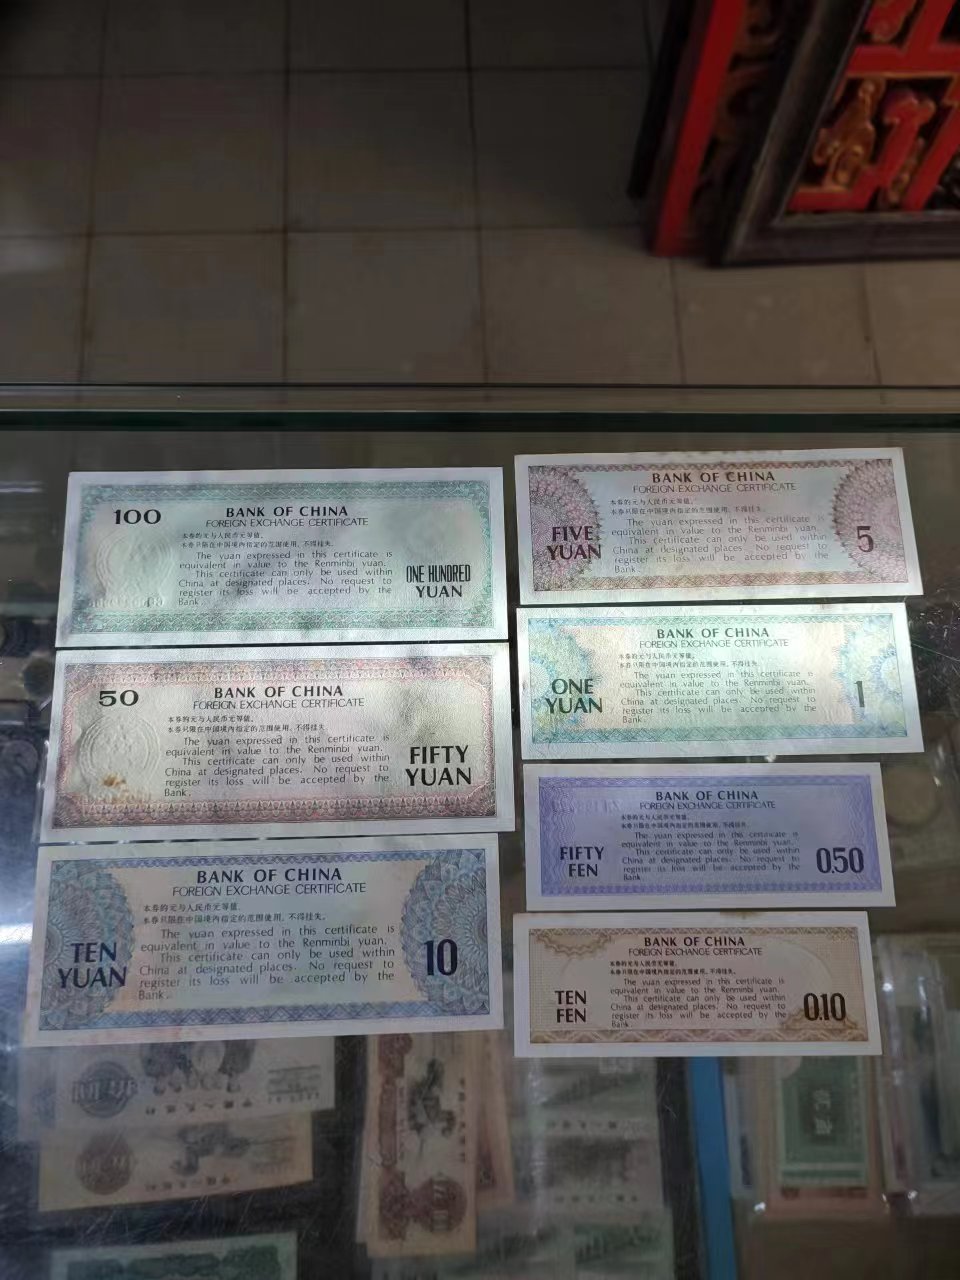 100
BANK OF CHINA
FOREIGN EXCHANGE CERTIFICATE
本券的元与人民币元等值。
本券只限在中国境内指定的范围使用，不得挂失。
The yuan expressed in this certificate is
equivalent in value to the Renminbi yuan.
This certificate can only be used within
China at designated places. No request to
register its loss will be accepted by the
Bank.
ONE HUNDRED
YUAN
50
BANK OF CHINA
FOREIGN EXCHANGE CERTIFICATE
本券的元与人民币元等值。
本券只限在中国境内指定的范围使用，不得挂失。
The yuan expressed in this certificate is
equivalent in value to the Renminbi yuan.
This certificate can only be used within
China at designated places. No request to
register its loss will be accepted by the
Bank.
FIFTY
YUAN
BANK OF CHINA
FOREIGN EXCHANGE CERTIFICATE
本券的元与人民币元等值。
本券只限在中国境内指定的范围使用，不得挂失。
The yuan expressed in this certificate is
equivalent in value to the Renminbi yuan.
This certificate can only be used within
China at designated places. No request to
register its loss will be accepted by the
Bank.
TEN
YUAN
10
BANK OF CHINA
FOREIGN EXCHANGE CERTIFICATE
本券的元与人民币元等值。
本券只限在中国境内指定的范围使用，不得挂失。
The yuan expressed in this certificate is
equivalent in value to the Renminbi yuan.
This certificate can only be used within
China at designated places. No request to
register its loss will be accepted by the
Bank.
FIVE
YUAN
5
BANK OF CHINA
FOREIGN EXCHANGE CERTIFICATE
本券的元与人民币元等值。
本券只限在中国境内指定的范围使用，不得挂失。
The yuan expressed in this certificate is
equivalent in value to the Renminbi yuan.
This certificate can only be used within
China at designated places. No request to
register its loss will be accepted by the
Bank.
ONE
YUAN
1
BANK OF CHINA
FOREIGN EXCHANGE CERTIFICATE
本券的元与人民币元等值。
本券只限在中国境内指定的范围使用，不得挂失。
The yuan expressed in this certificate is
equivalent in value to the Renminbi yuan.
This certificate can only be used within
China at designated places. No request to
register its loss will be accepted by the
Bank.
FIFTY
FEN
0.50
BANK OF CHINA
FOREIGN EXCHANGE CERTIFICATE
本券的元与人民币元等值。
本券只限在中国境内指定的范围使用，不得挂失。
The yuan expressed in this certificate is
equivalent in value to the Renminbi yuan.
This certificate can only be used within
China at designated places. No request to
register its loss will be accepted by the
Bank.
TEN
FEN
0.10